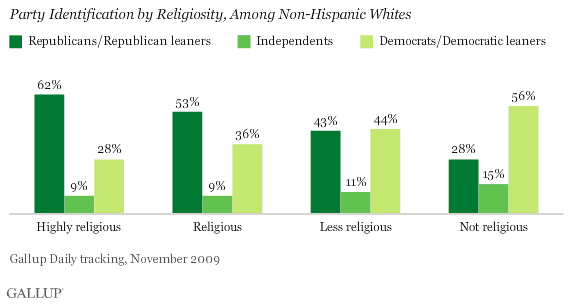 Party Identification by Religiosity, Among Non-Hispanic Whites
Republicans/Republican leaners Independents Democrats/Democratic leaners
62% 9% 28% 53% 9% 36% 43% 11% 44% 28% 15% 56%
Highly religious Religious Less religious Not religious
Gallup Daily tracking, November 2009
GALLUP®